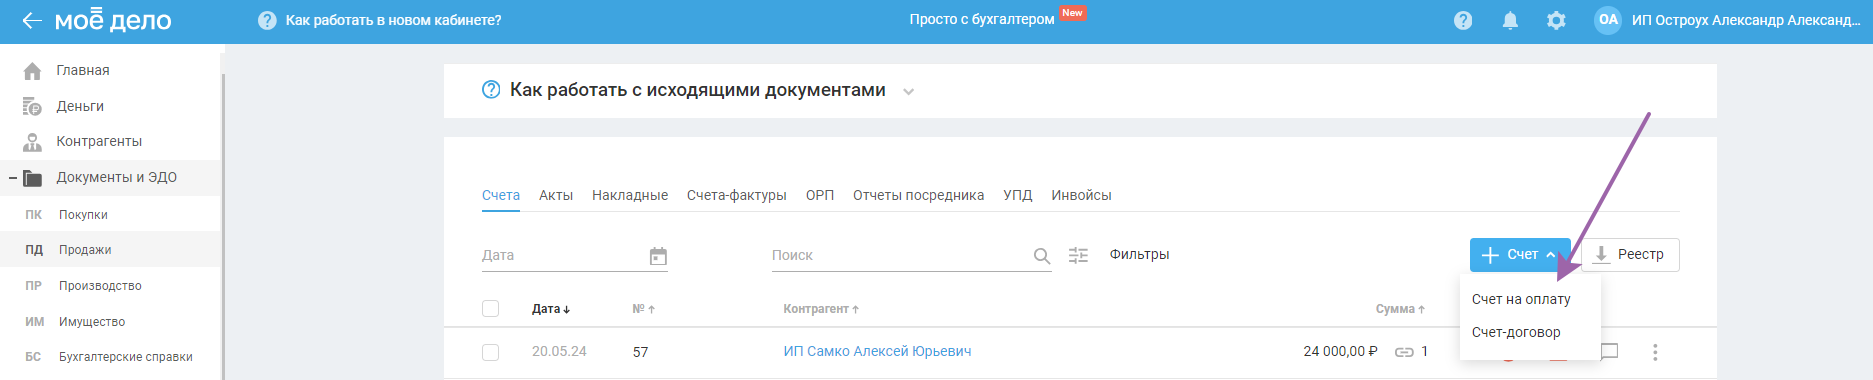 моё дело
Как работать в новом кабинете?
Просто с бухгалтером New
ОА ИП Остроух Александр Александ...
Главная
Деньги
Контрагенты
Документы и ЭДО
ПК Покупки
ПД Продажи
ПР Производство
ИМ Имущество
БС Бухгалтерские справки
Как работать с исходящими документами
Счета Акты Накладные Счета-фактуры ОРП Отчеты посредника УПД Инвойсы
Дата Поиск Фильтры Счет Реестр
Счет на оплату
Счет-договор
Дата № Контрагент Сумма
20.05.24 57 ИП Самко Алексей Юрьевич 24 000,00 ₽ 1